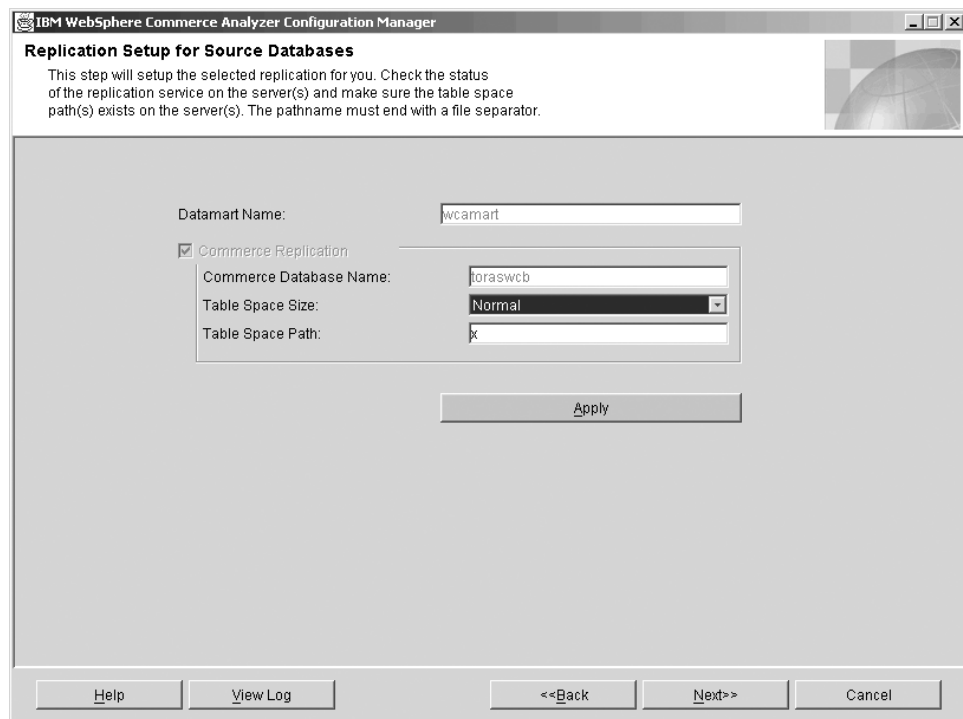 IBM WebSphere Commerce Analyzer Configuration Manager
Replication Setup for Source Databases
This step will setup the selected replication for you. Check the status
of the replication service on the server(s) and make sure the table space
path(s) exists on the server(s). The pathname must end with a file separator.
Datamart Name: wcamart
Commerce Replication
Commerce Database Name: toraswcb
Table Space Size: Normal
Table Space Path: x
Apply
Help View Log <<Back Next>> Cancel